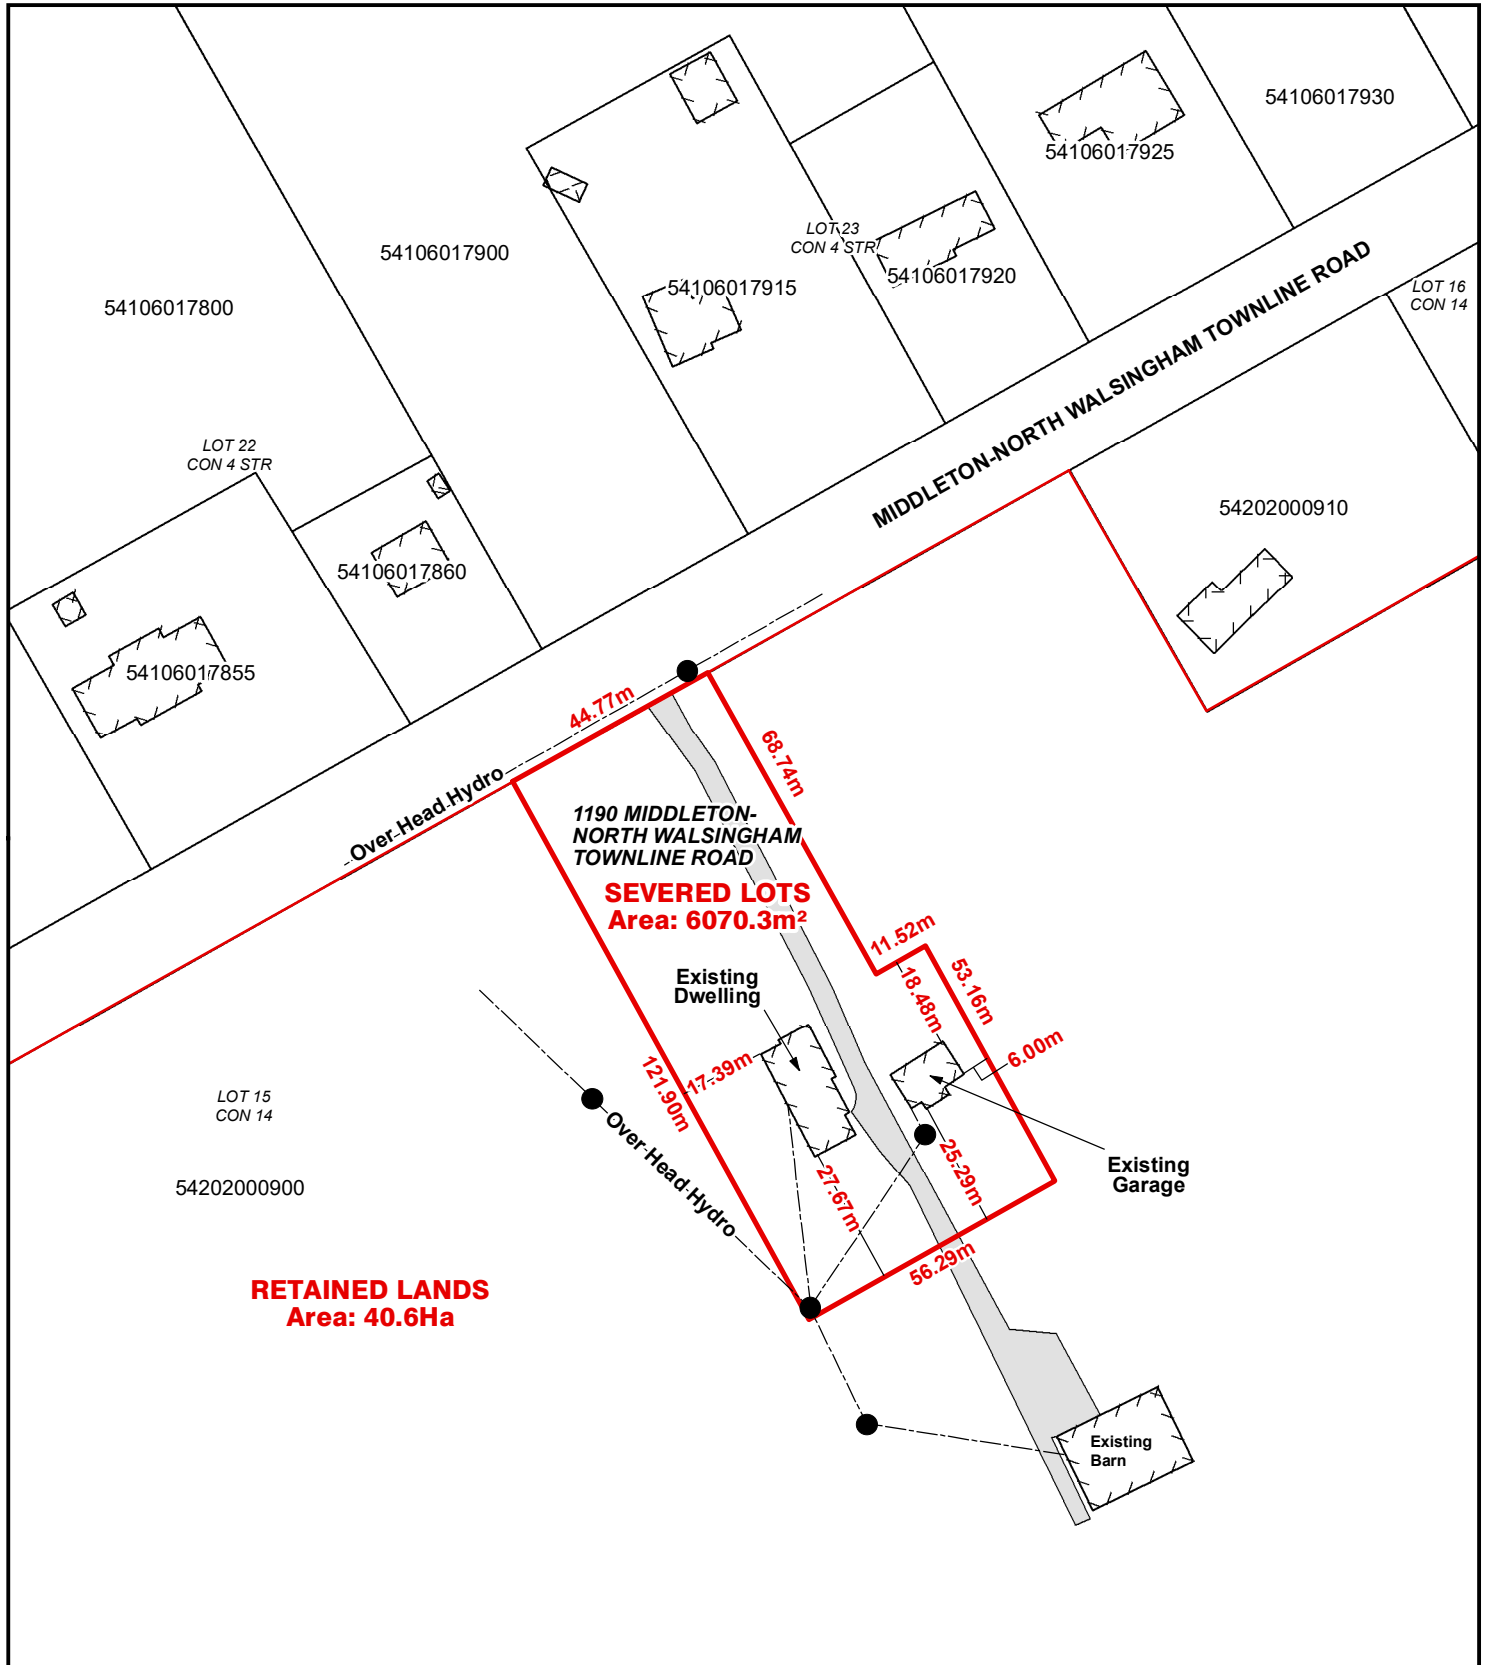 54106017930
54106017925
LOT 23
CON 4 STR
54106017900
54106017920
54106017915
54106017800
MIDDLETON-NORTH WALSINGHAM TOWNLINE ROAD
LOT 16
CON 14
LOT 22
CON 4 STR
54202000910
54106017860
54106017855
44.77m
68.74m
Over Head Hydro
1190 MIDDLETON-
NORTH WALSINGHAM
TOWNLINE ROAD
SEVERED LOTS
Area: 6070.3m²
11.52m
53.16m
18.48m
Existing
Dwelling
6.00m
17.39m
121.90m
LOT 15
CON 14
Over Head Hydro
25.29m
27.67m
Existing
Garage
54202000900
56.29m
RETAINED LANDS
Area: 40.6Ha
Existing
Barn